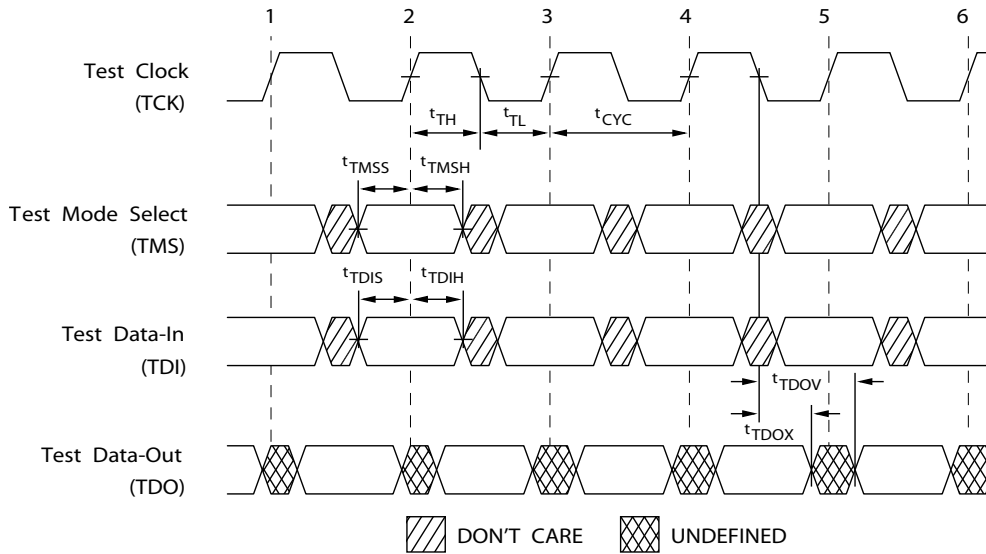 1 2 3 4 5 6
Test Clock
(TCK)
tTH tTL tCYC
tTMSS tTMSH
Test Mode Select
(TMS)
tTDIS tTDIH
Test Data-In
(TDI)
tTDOV
tTDOX
Test Data-Out
(TDO)
DON'T CARE UNDEFINED